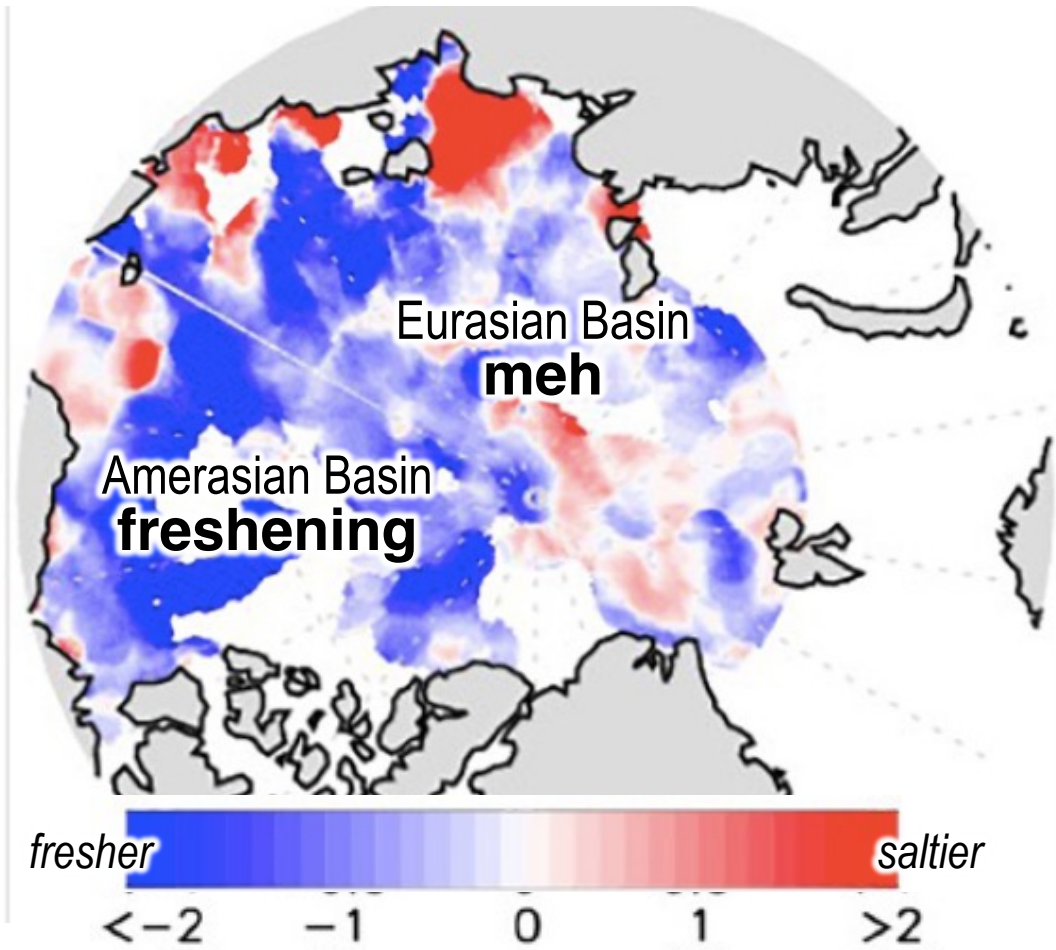 Eurasian Basin
meh
Amerasian Basin
freshening
fresher
saltier
<-2 -1 0 1 >2